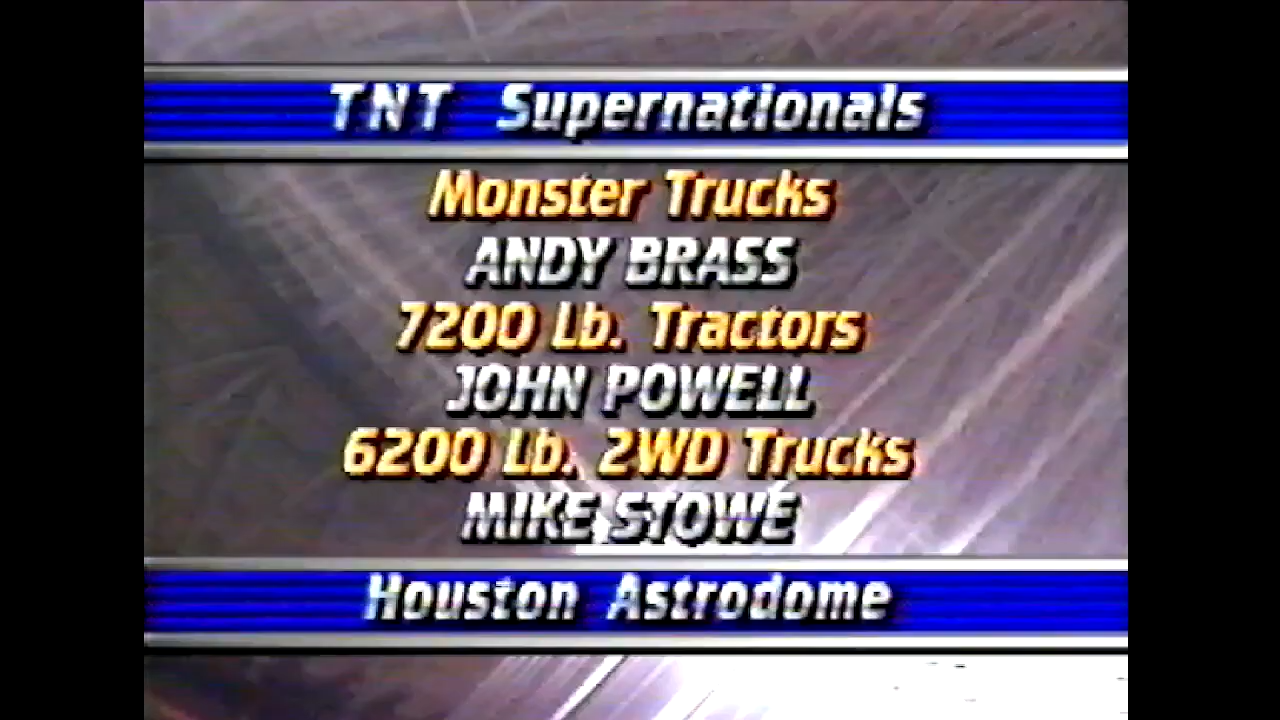 TNT Supernationals
Monster Trucks
ANDY BRASS
7200 Lb. Tractors
JOHN POWELL
6200 Lb. 2WD Trucks
MIKE STOWE
Houston Astrodome